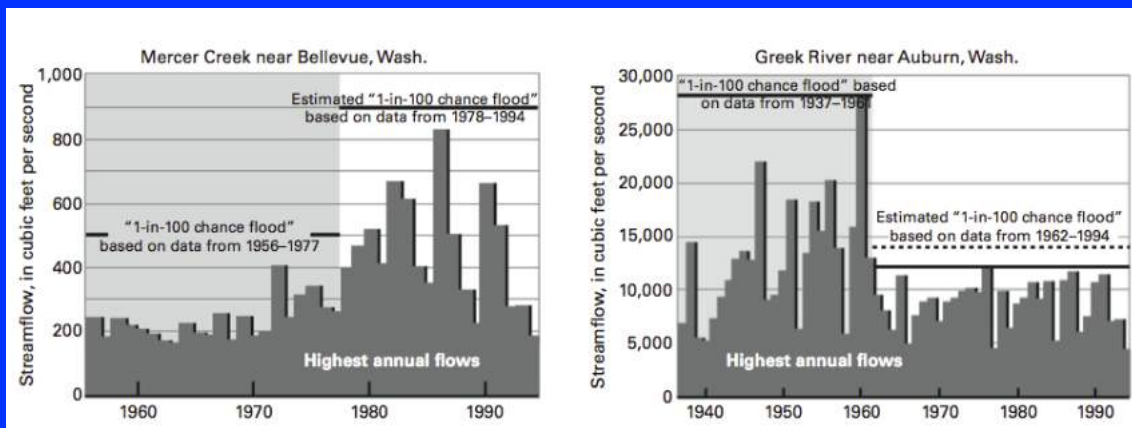 Mercer Creek near Bellevue, Wash.
Streamflow, in cubic feet per second
1,000
800
600
400
200
0
Estimated “1-in-100 chance flood”
based on data from 1978–1994
“1-in-100 chance flood”
based on data from 1956–1977
Highest annual flows
1960 1970 1980 1990
Greek River near Auburn, Wash.
Streamflow, in cubic feet per second
30,000
25,000
20,000
15,000
10,000
5,000
0
“1-in-100 chance flood” based
on data from 1937–1961
Estimated “1-in-100 chance flood”
based on data from 1962–1994
Highest annual flows
1940 1950 1960 1970 1980 1990